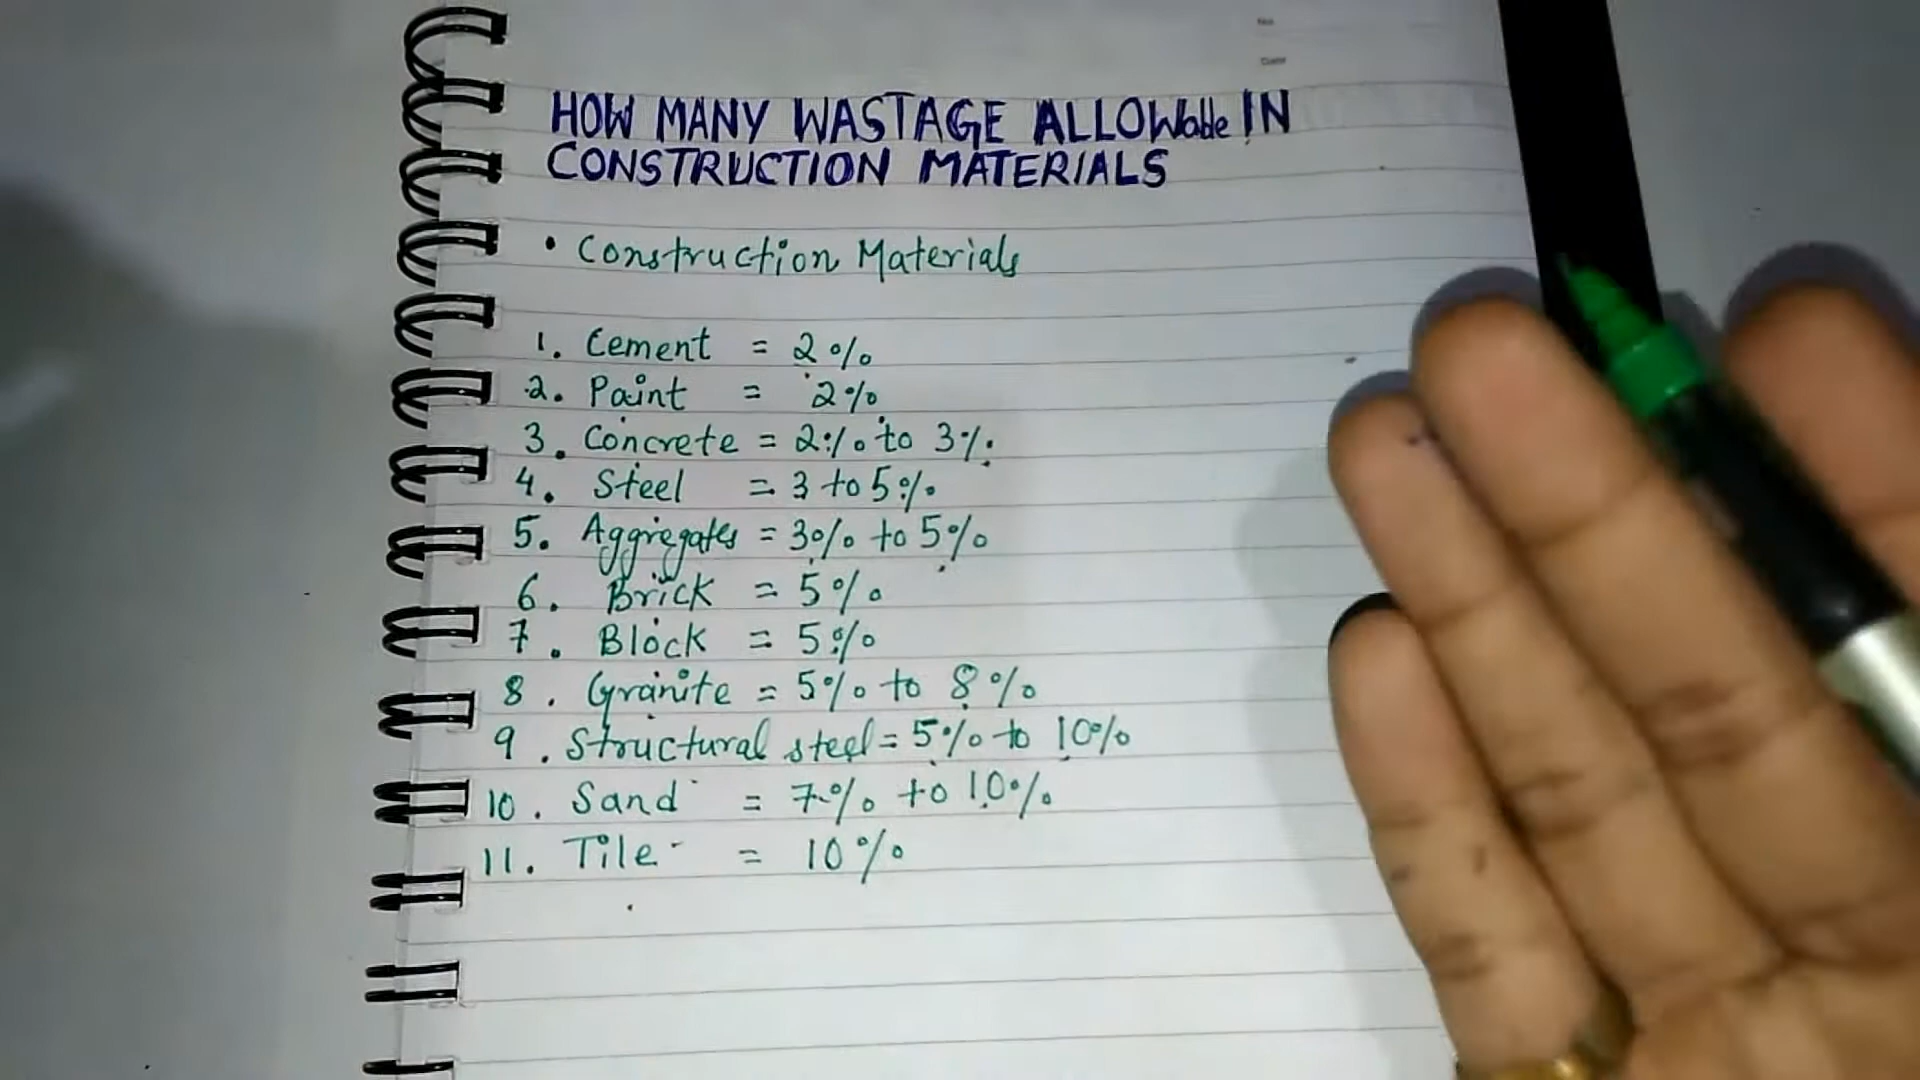 No.
Date
HOW MANY WASTAGE ALLOWable IN
CONSTRUCTION MATERIALS
• Construction Materials
1. Cement = 2%
2. Paint = 2%
3. Concrete = 2% to 3%
4. Steel = 3 to 5%
5. Aggregates = 3% to 5%
6. Brick = 5%
7. Block = 5%
8. Granite = 5% to 8%
9. Structural steel = 5% to 10%
10. Sand = 7% to 10%
11. Tile = 10%